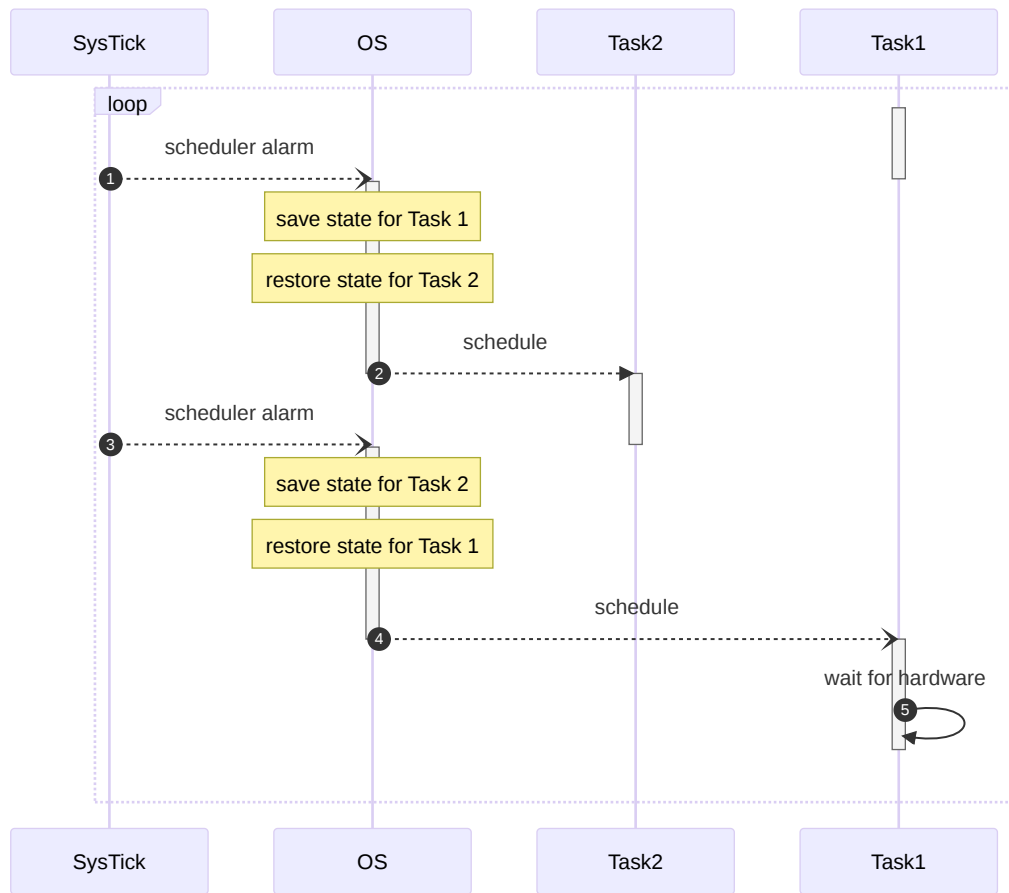 SysTick
OS
Task2
Task1
loop
scheduler alarm
1
save state for Task 1
restore state for Task 2
schedule
2
scheduler alarm
3
save state for Task 2
restore state for Task 1
schedule
4
wait for hardware
5
SysTick
OS
Task2
Task1